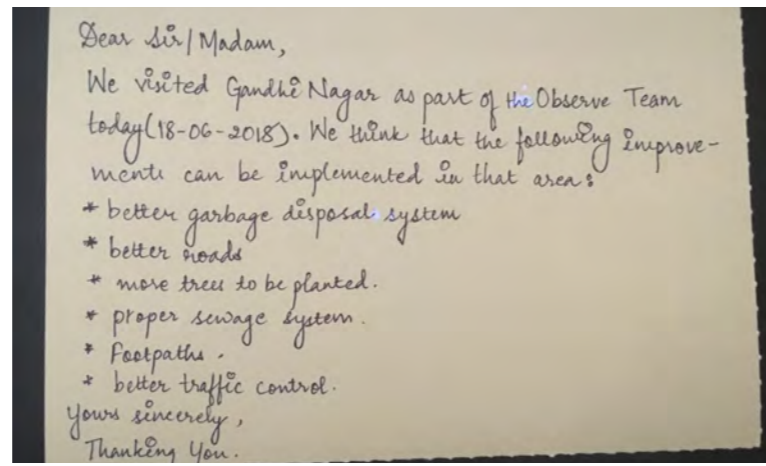 Dear Sir/Madam,
We visited Gandhi Nagar as part of the Observe Team
today(18-06-2018). We think that the following improve-
ments can be implemented in that area:
* better garbage disposal system
* better roads
* more trees to be planted.
* proper sewage system.
* Footpaths.
* better traffic control.
Yours sincerely,
Thanking You.